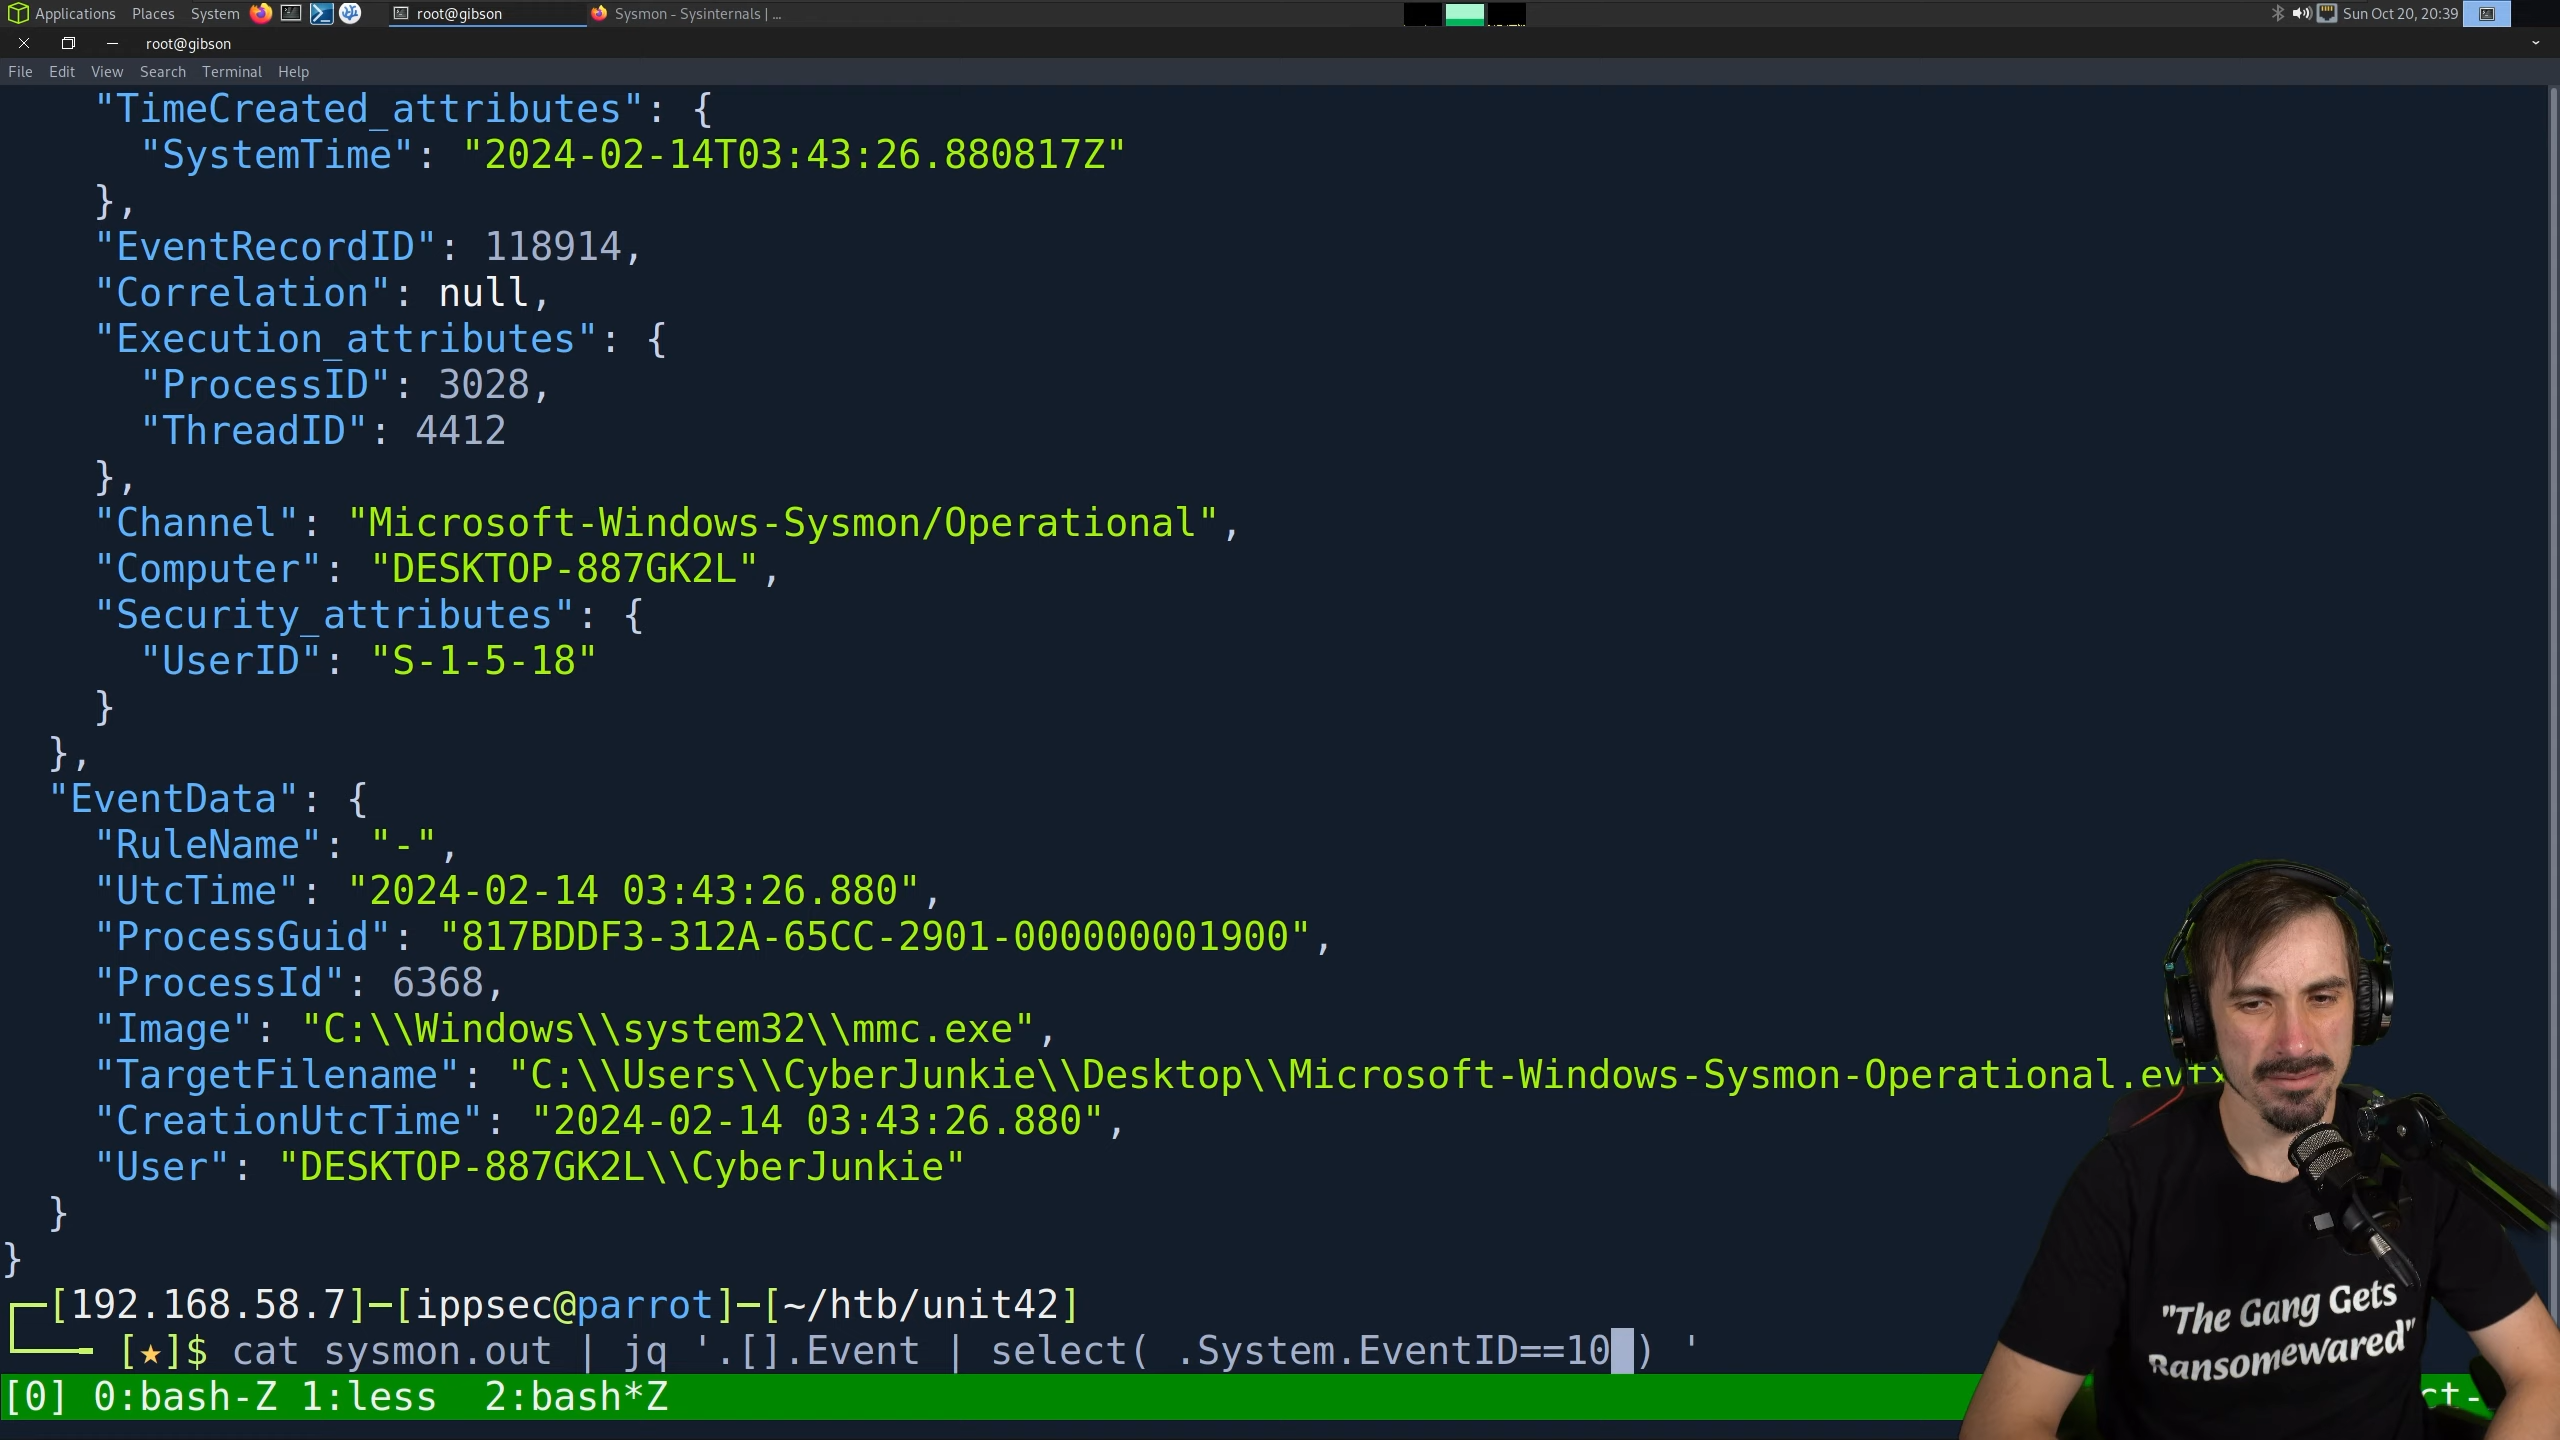 Applications Places System root@gibson Sysmon - Sysinternals | ... Sun Oct 20, 20:39
root@gibson
File Edit View Search Terminal Help
"TimeCreated_attributes": {
"SystemTime": "2024-02-14T03:43:26.880817Z"
},
"EventRecordID": 118914,
"Correlation": null,
"Execution_attributes": {
"ProcessID": 3028,
"ThreadID": 4412
},
"Channel": "Microsoft-Windows-Sysmon/Operational",
"Computer": "DESKTOP-887GK2L",
"Security_attributes": {
"UserID": "S-1-5-18"
}
},
"EventData": {
"RuleName": "-",
"UtcTime": "2024-02-14 03:43:26.880",
"ProcessGuid": "817BDDF3-312A-65CC-2901-000000001900",
"ProcessId": 6368,
"Image": "C:\\Windows\\system32\\mmc.exe",
"TargetFilename": "C:\\Users\\CyberJunkie\\Desktop\\Microsoft-Windows-Sysmon-Operational.evtx
"CreationUtcTime": "2024-02-14 03:43:26.880",
"User": "DESKTOP-887GK2L\\CyberJunkie"
}
}
[192.168.58.7]─[ippsec@parrot]─[~/htb/unit42]
[★]$ cat sysmon.out | jq '.[].Event | select( .System.EventID==10 ) '
[0] 0:bash-Z 1:less 2:bash*Z
"The Gang Gets
Ransomewared"